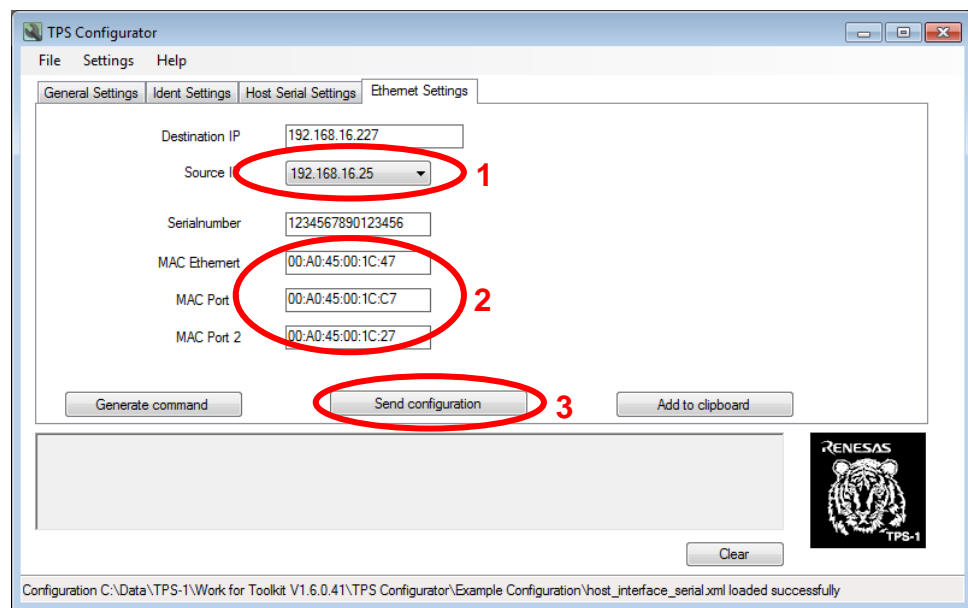 TPS Configurator
File Settings Help
General Settings Ident Settings Host Serial Settings Ethernet Settings
Destination IP 192.168.16.227
Source I 192.168.16.25 1
Serialnumber 1234567890123456
MAC Ethernert 00:A0:45:00:1C:47
MAC Port 00:A0:45:00:1C:C7 2
MAC Port 2 00:A0:45:00:1C:27
Generate command Send configuration 3 Add to clipboard
RENESAS
TPS-1
Clear
Configuration C:\Data\TPS-1\Work for Toolkit V1.6.0.41\TPS Configurator\Example Configuration\host_interface_serial.xml loaded successfully